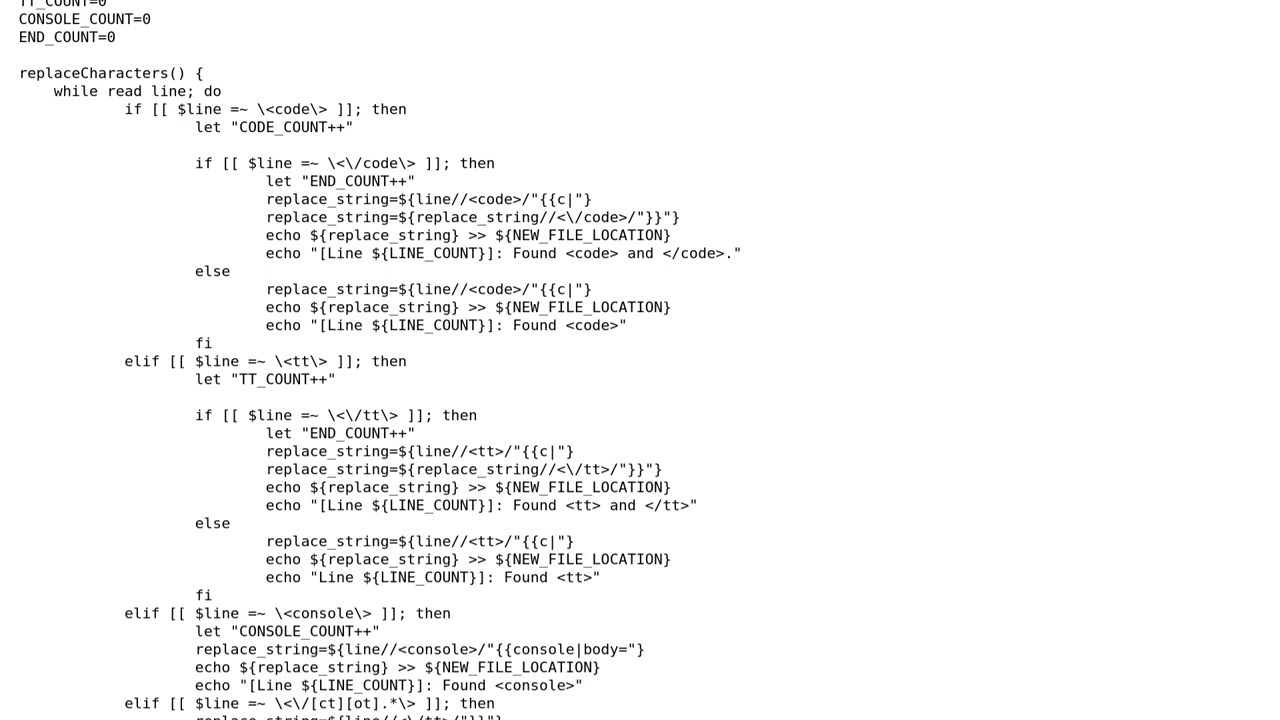 TT_COUNT=0
CONSOLE_COUNT=0
END_COUNT=0

replaceCharacters() {
    while read line; do
            if [[ $line =~ \<code\> ]]; then
                    let "CODE_COUNT++"

                    if [[ $line =~ \<\/code\> ]]; then
                            let "END_COUNT++"
                            replace_string=${line//<code>/"{{c|"}
                            replace_string=${replace_string//<\/code>/"}}"}
                            echo ${replace_string} >> ${NEW_FILE_LOCATION}
                            echo "[Line ${LINE_COUNT}]: Found <code> and </code>."
                    else
                            replace_string=${line//<code>/"{{c|"}
                            echo ${replace_string} >> ${NEW_FILE_LOCATION}
                            echo "[Line ${LINE_COUNT}]: Found <code>"
                    fi
            elif [[ $line =~ \<tt\> ]]; then
                    let "TT_COUNT++"

                    if [[ $line =~ \<\/tt\> ]]; then
                            let "END_COUNT++"
                            replace_string=${line//<tt>/"{{c|"}
                            replace_string=${replace_string//<\/tt>/"}}"}
                            echo ${replace_string} >> ${NEW_FILE_LOCATION}
                            echo "[Line ${LINE_COUNT}]: Found <tt> and </tt>"
                    else
                            replace_string=${line//<tt>/"{{c|"}
                            echo ${replace_string} >> ${NEW_FILE_LOCATION}
                            echo "Line ${LINE_COUNT}]: Found <tt>"
                    fi
            elif [[ $line =~ \<console\> ]]; then
                    let "CONSOLE_COUNT++"
                    replace_string=${line//<console>/"{{console|body="}
                    echo ${replace_string} >> ${NEW_FILE_LOCATION}
                    echo "[Line ${LINE_COUNT}]: Found <console>"
            elif [[ $line =~ \<\/[ct][ot].*\> ]]; then
                    replace_string=${line//<\/tt>/"}}"}